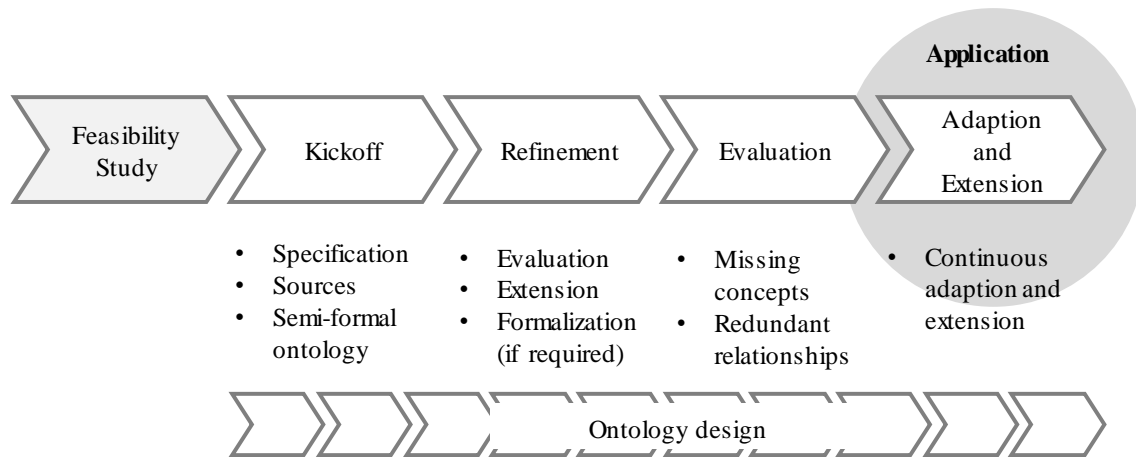 Application
Feasibility
Study
Kickoff
Refinement
Evaluation
Adaption
and
Extension
• Specification
• Sources
• Semi-formal
ontology
• Evaluation
• Extension
• Formalization
(if required)
• Missing
concepts
• Redundant
relationships
• Continuous
adaption and
extension
Ontology design